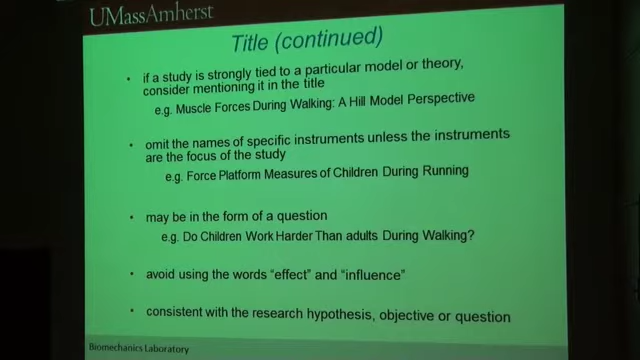 UMassAmherst
Title (continued)
• if a study is strongly tied to a particular model or theory,
consider mentioning it in the title
e.g. Muscle Forces During Walking: A Hill Model Perspective
• omit the names of specific instruments unless the instruments
are the focus of the study
e.g. Force Platform Measures of Children During Running
• may be in the form of a question
e.g. Do Children Work Harder Than adults During Walking?
• avoid using the words “effect” and “influence”
• consistent with the research hypothesis, objective or question
Biomechanics Laboratory